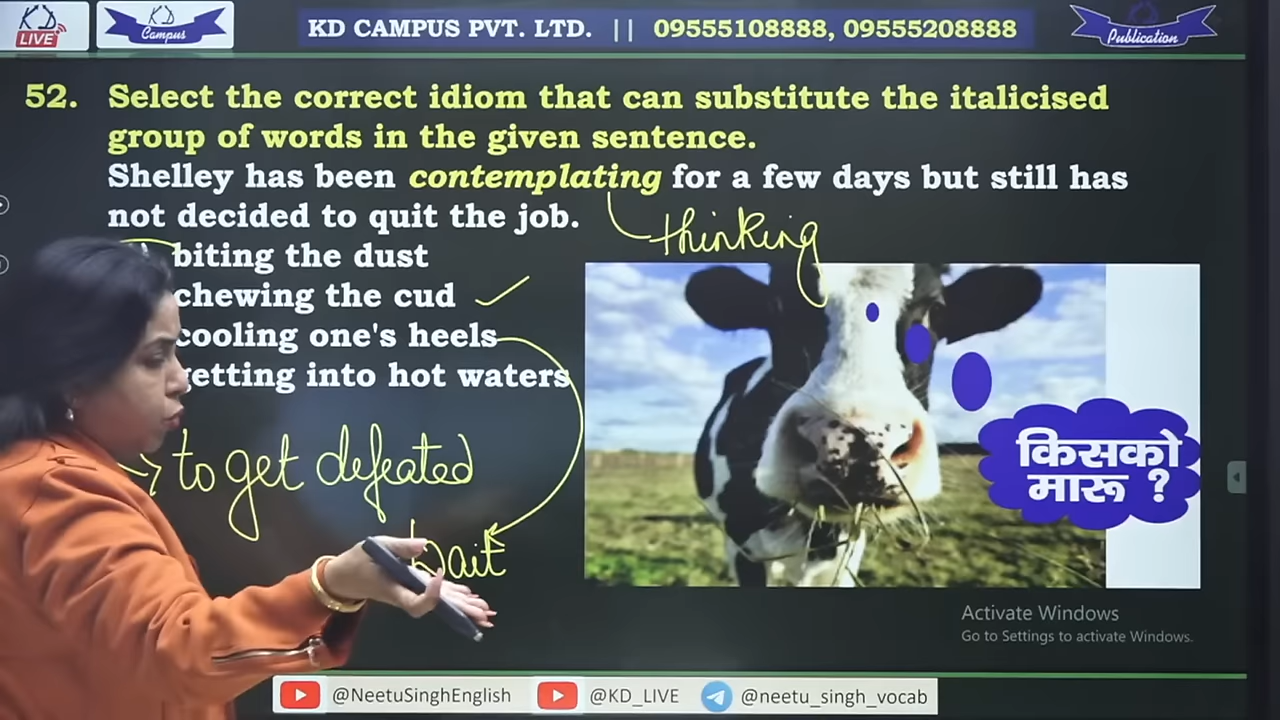 KD
LIVE
KD
Campus
KD CAMPUS PVT. LTD. || 09555108888, 09555208888
Publication
52. Select the correct idiom that can substitute the italicised
group of words in the given sentence.
Shelley has been contemplating for a few days but still has
not decided to quit the job.
thinking
biting the dust
chewing the cud
cooling one's heels
getting into hot waters
to get defeated
किसको
मारू ?
Activate Windows
Go to Settings to activate Windows.
@NeetuSinghEnglish
@KD_LIVE
@neetu_singh_vocab